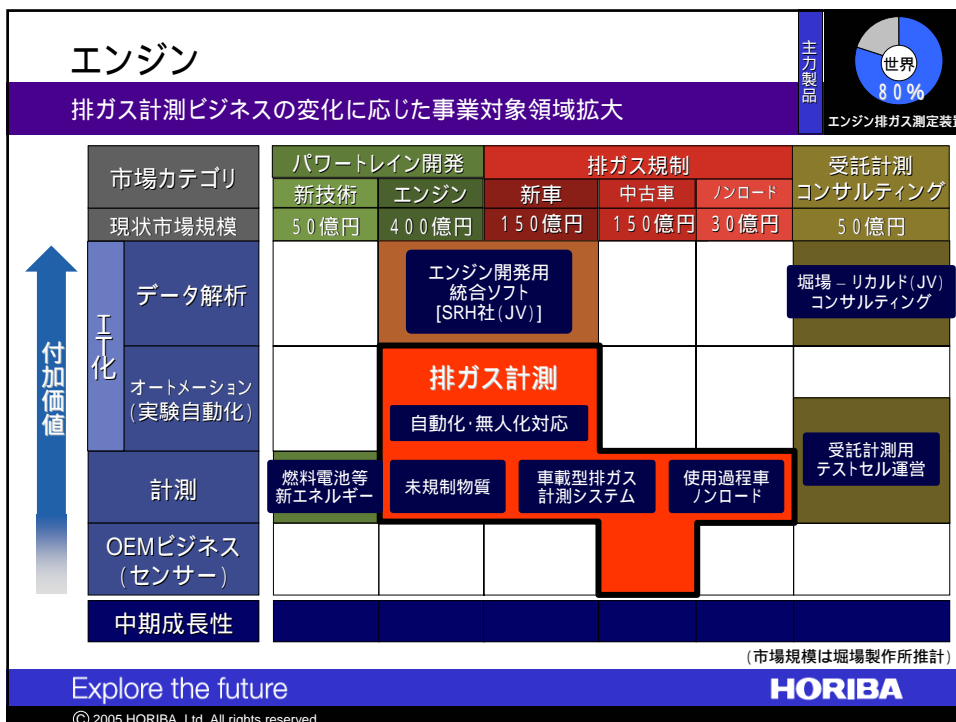 エンジン
排ガス計測ビジネスの変化に応じた事業対象領域拡大
主力製品
世界
80%
エンジン排ガス測定装
市場カテゴリ
パワートレイン開発
排ガス規制
受託計測
コンサルティング
新技術
エンジン
新車
中古車
ノンロード
現状市場規模
50億円
400億円
150億円
150億円
30億円
50億円
付加価値
IT化
データ解析
エンジン開発用
統合ソフト
[SRH社(JV)]
堀場－リカルド(JV)
コンサルティング
オートメーション
(実験自動化)
排ガス計測
自動化・無人化対応
計測
燃料電池等
新エネルギー
未規制物質
車載型排ガス
計測システム
使用過程車
ノンロード
受託計測用
テストセル運営
OEMビジネス
(センサー)
中期成長性
(市場規模は堀場製作所推計)
Explore the future
HORIBA
© 2005 HORIBA, Ltd. All rights reserved.